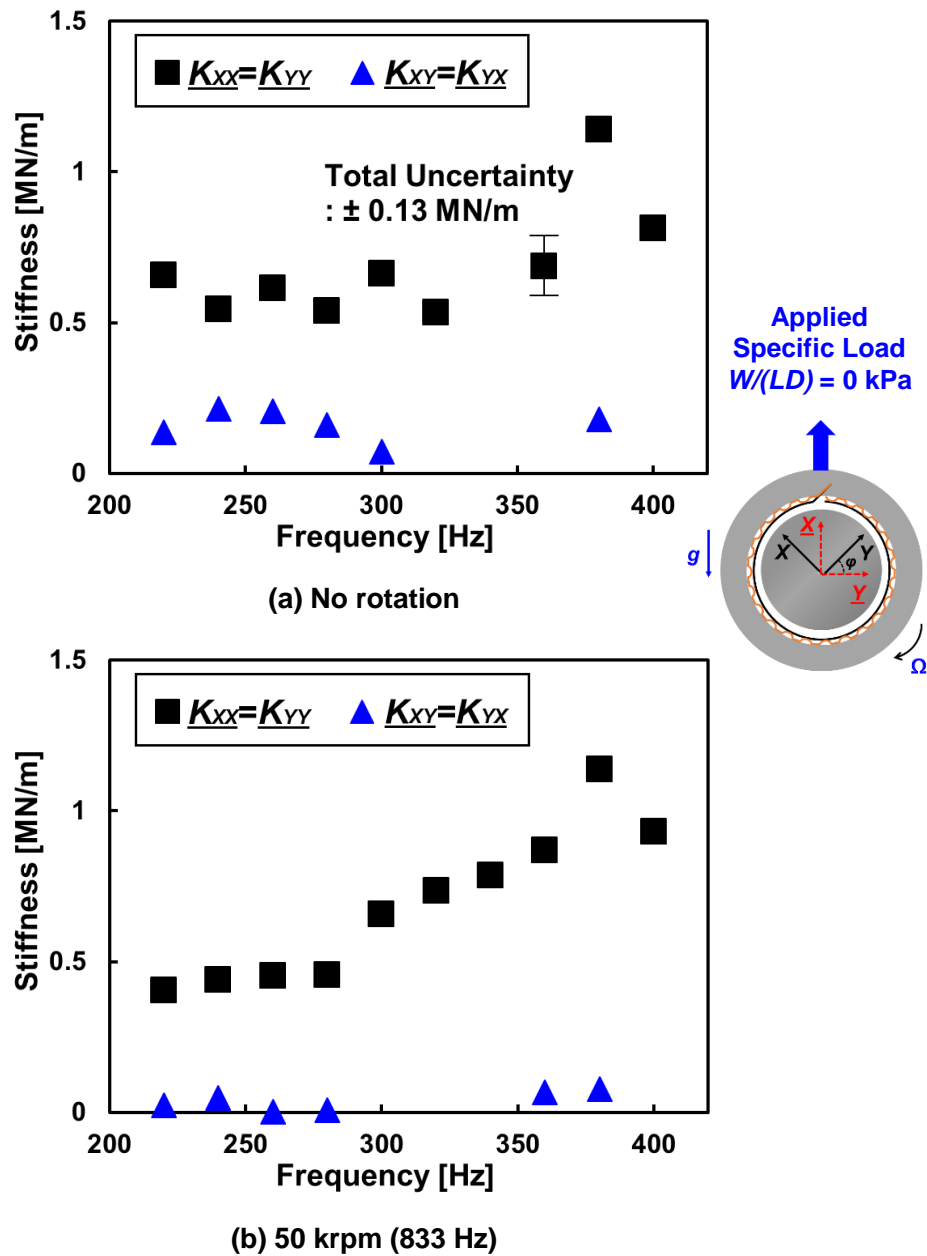 1.5
K_XX=K_YY K_XY=K_YX
Total Uncertainty
: ± 0.13 MN/m
1
0.5
0
Stiffness [MN/m]
200 250 300 350 400
Frequency [Hz]
(a) No rotation
Applied
Specific Load
W/(LD) = 0 kPa
X
X Y
φ
Y
g
Ω
1.5
K_XX=K_YY K_XY=K_YX
1
0.5
0
Stiffness [MN/m]
200 250 300 350 400
Frequency [Hz]
(b) 50 krpm (833 Hz)